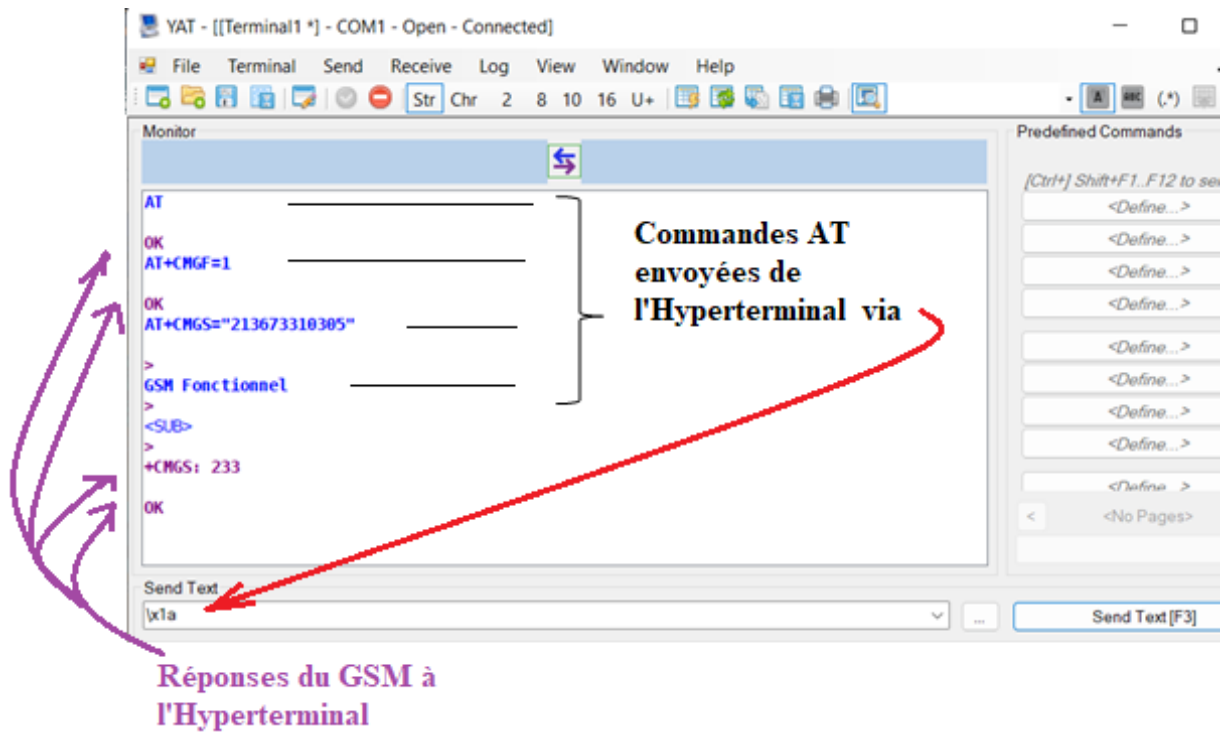 YAT - [[Terminal1 *] - COM1 - Open - Connected]
File Terminal Send Receive Log View Window Help
Str Chr 2 8 10 16 U+ A ABC (.*)
Monitor
Predefined Commands
[Ctrl+] Shift+F1..F12 to
<Define...>
<Define...>
<Define...>
<Define...>
<Define...>
<Define...>
<Define...>
<Define...>
<Define...>
< <No Pages>
AT
OK
AT+CMGF=1
OK
AT+CMGS="213673310305"
>
GSM Fonctionnel
>
<SUB>
>
+CMGS: 233
OK
Commandes AT
envoyées de
l'Hyperterminal via
Send Text
\x1a
... Send Text [F3]
Réponses du GSM à
l'Hyperterminal